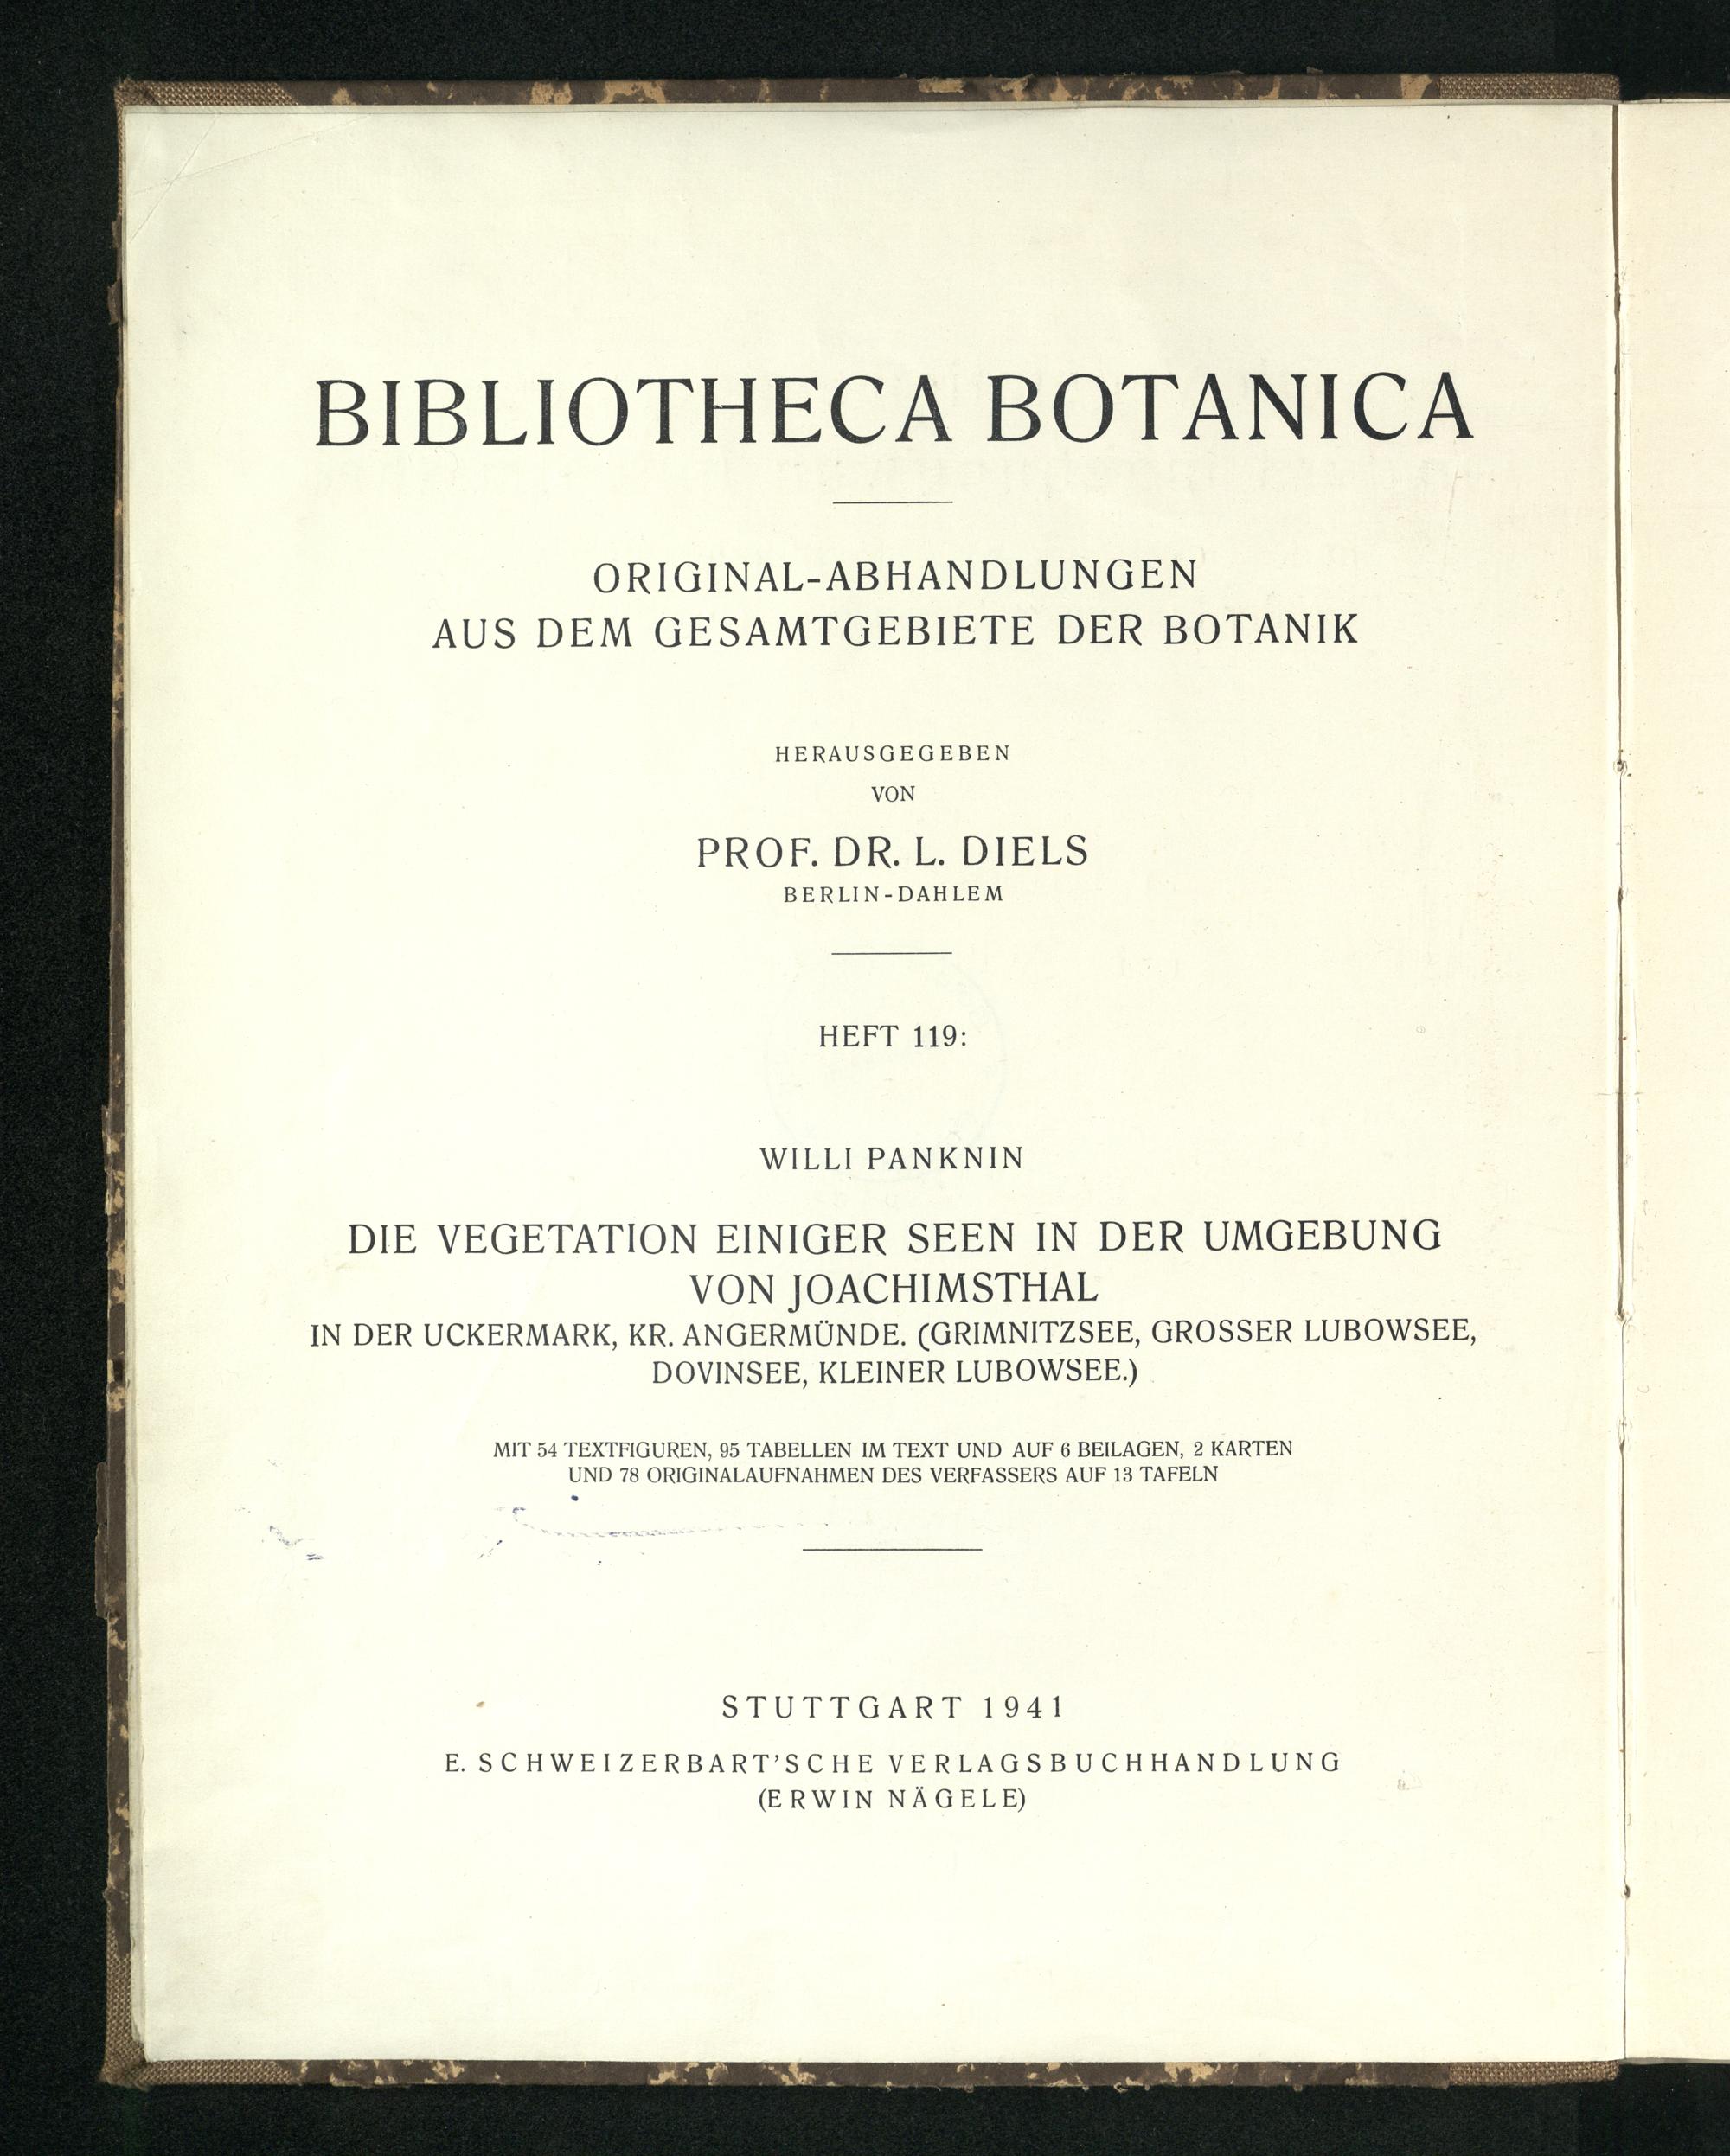 BIBLIOTHECA BOTANICA
ORIGINAL-ABHANDLUNGEN
AUS DEM GESAMTGEBIETE DER BOTANIK
HERAUSGEGEBEN
VON
PROF. DR. L. DIELS
BERLIN-DAHLEM
HEFT 119:
WILLI PANKNIN
DIE VEGETATION EINIGER SEEN IN DER UMGEBUNG
VON JOACHIMSTHAL
IN DER UCKERMARK, KR. ANGERMÜNDE. (GRIMNITZSEE, GROSSER LUBOWSEE,
DOVINSEE, KLEINER LUBOWSEE.)
MIT 54 TEXTFIGUREN, 95 TABELLEN IM TEXT UND AUF 6 BEILAGEN, 2 KARTEN
UND 78 ORIGINALAUFNAHMEN DES VERFASSERS AUF 13 TAFELN
STUTTGART 1941
E. SCHWEIZERBART'SCHE VERLAGSBUCHHANDLUNG
(ERWIN NÄGELE)